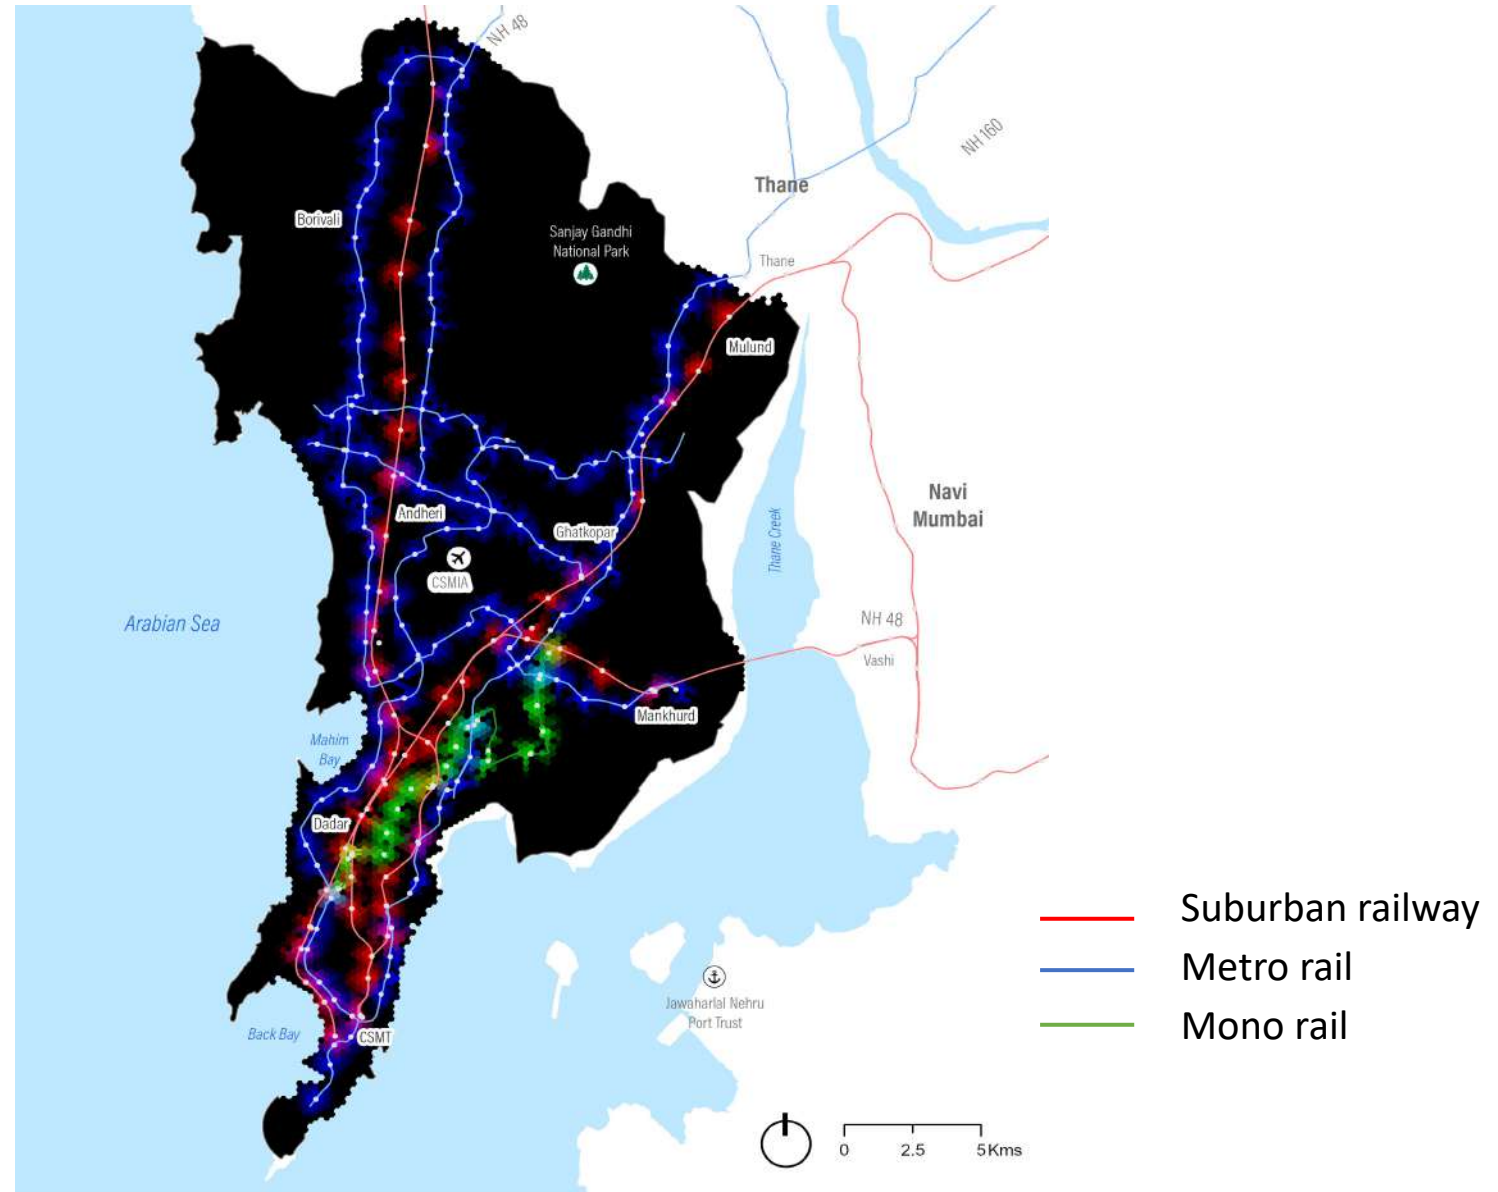 NH 48
NH 160
Thane
Borivali
Sanjay Gandhi
National Park
Thane
Mulund
Navi
Mumbai
Andheri
Ghatkopar
Thane Creek
CSMIA
Arabian Sea
NH 48
Vashi
Mankhurd
Mahim
Bay
Dadar
Suburban railway
Metro rail
Mono rail
Jawaharlal Nehru
Port Trust
Back Bay
CSMT
0
2.5
5Kms